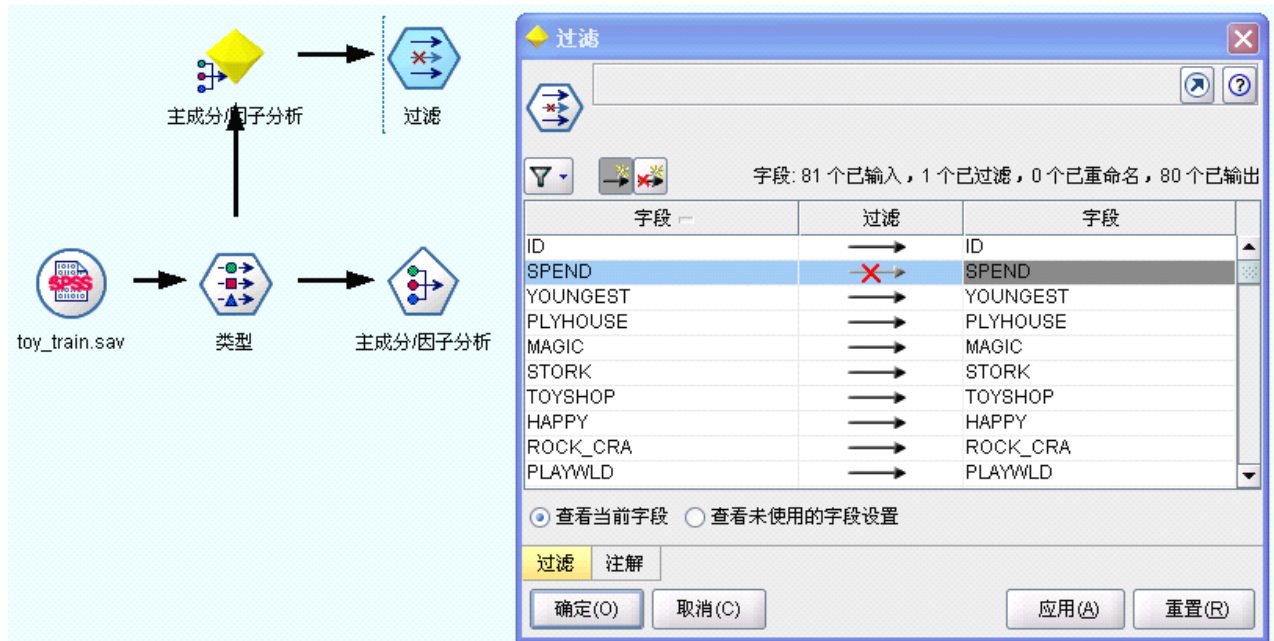 主成分/因子分析
过滤
SPSS
toy_train.sav
类型
主成分/因子分析
过滤
字段: 81 个已输入，1 个已过滤，0 个已重命名，80 个已输出
字段 过滤 字段
ID ID
SPEND SPEND
YOUNGEST YOUNGEST
PLYHOUSE PLYHOUSE
MAGIC MAGIC
STORK STORK
TOYSHOP TOYSHOP
HAPPY HAPPY
ROCK_CRA ROCK_CRA
PLAYWLD PLAYWLD
查看当前字段 查看未使用的字段设置
过滤 注解
确定(O) 取消(C) 应用(A) 重置(R)